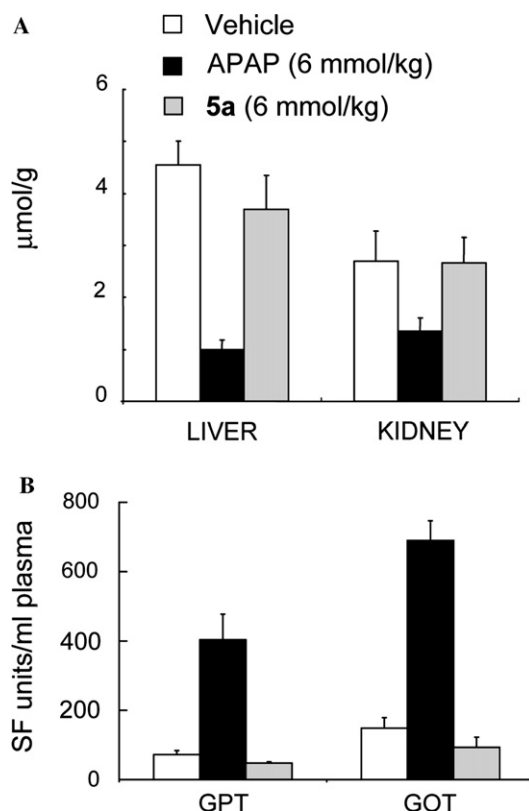 A
Vehicle
APAP (6 mmol/kg)
5a (6 mmol/kg)
6
4
2
0
µmol/g
LIVER KIDNEY
B
800
600
400
200
0
SF units/ml plasma
GPT GOT